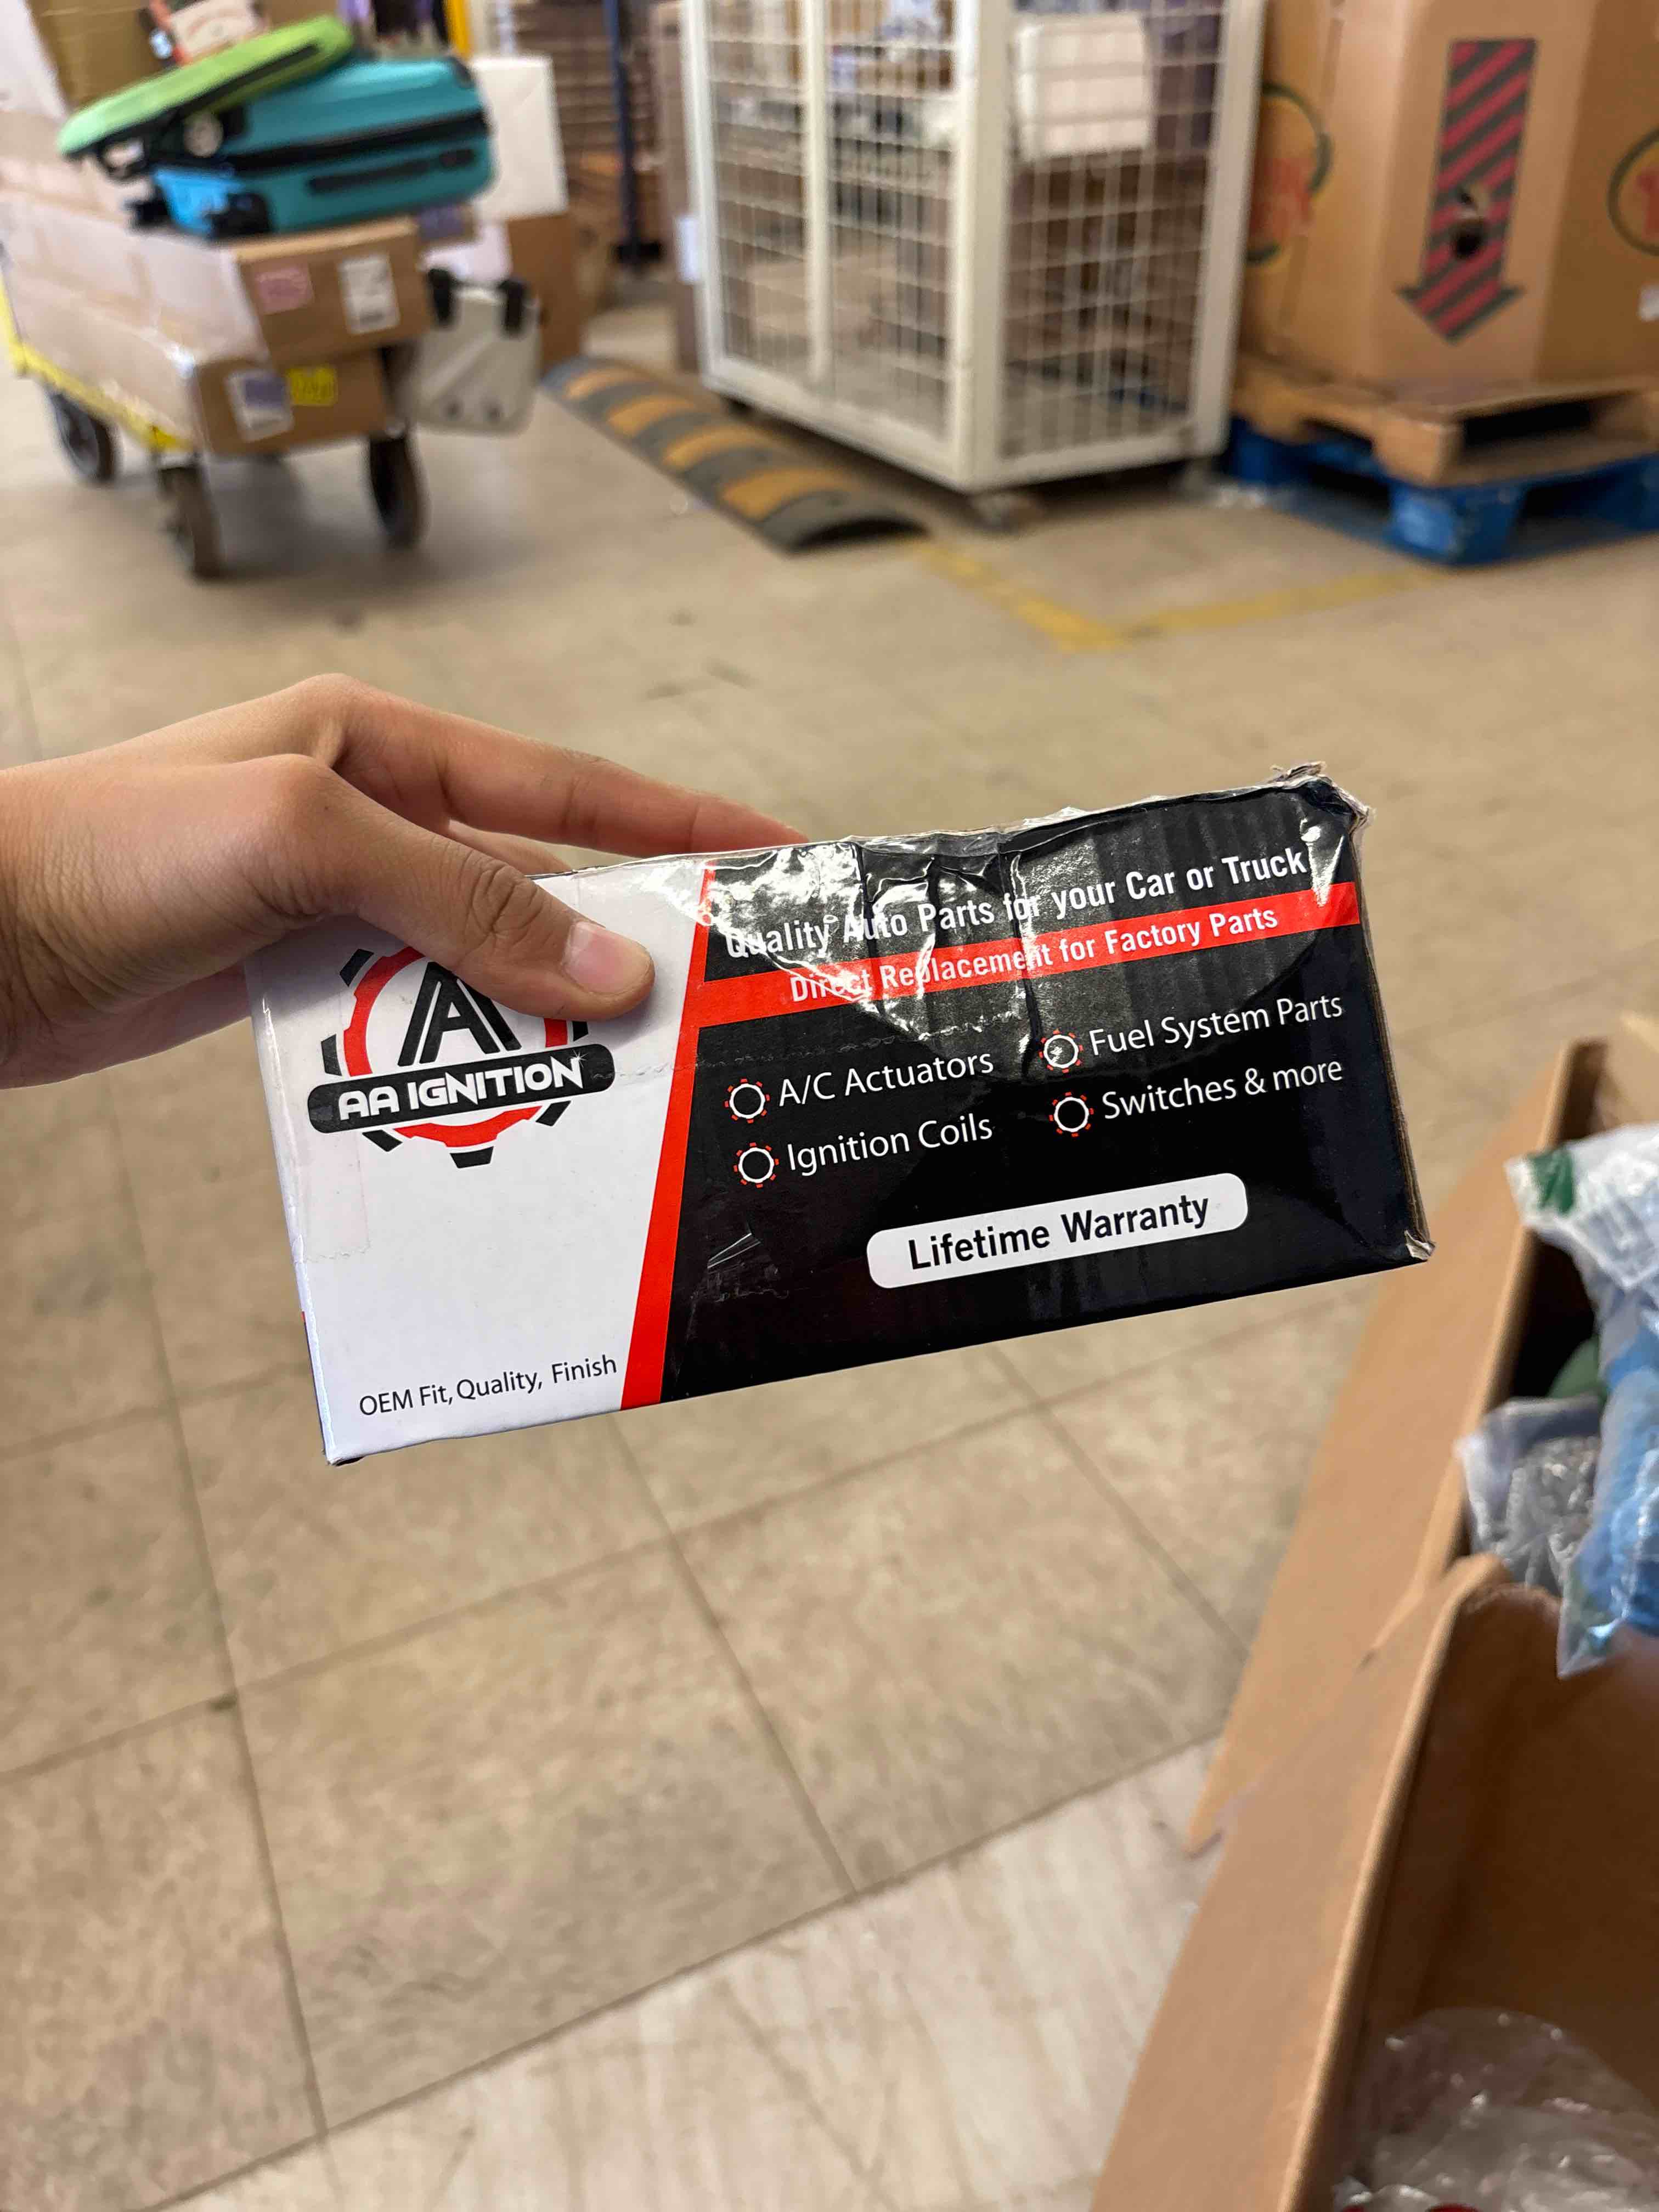 Quality Auto Parts for your Car or Truck
Direct Replacement for Factory Parts
A
AA IGNITION
A/C Actuators
Fuel System Parts
Ignition Coils
Switches & more
Lifetime Warranty
OEM Fit, Quality, Finish